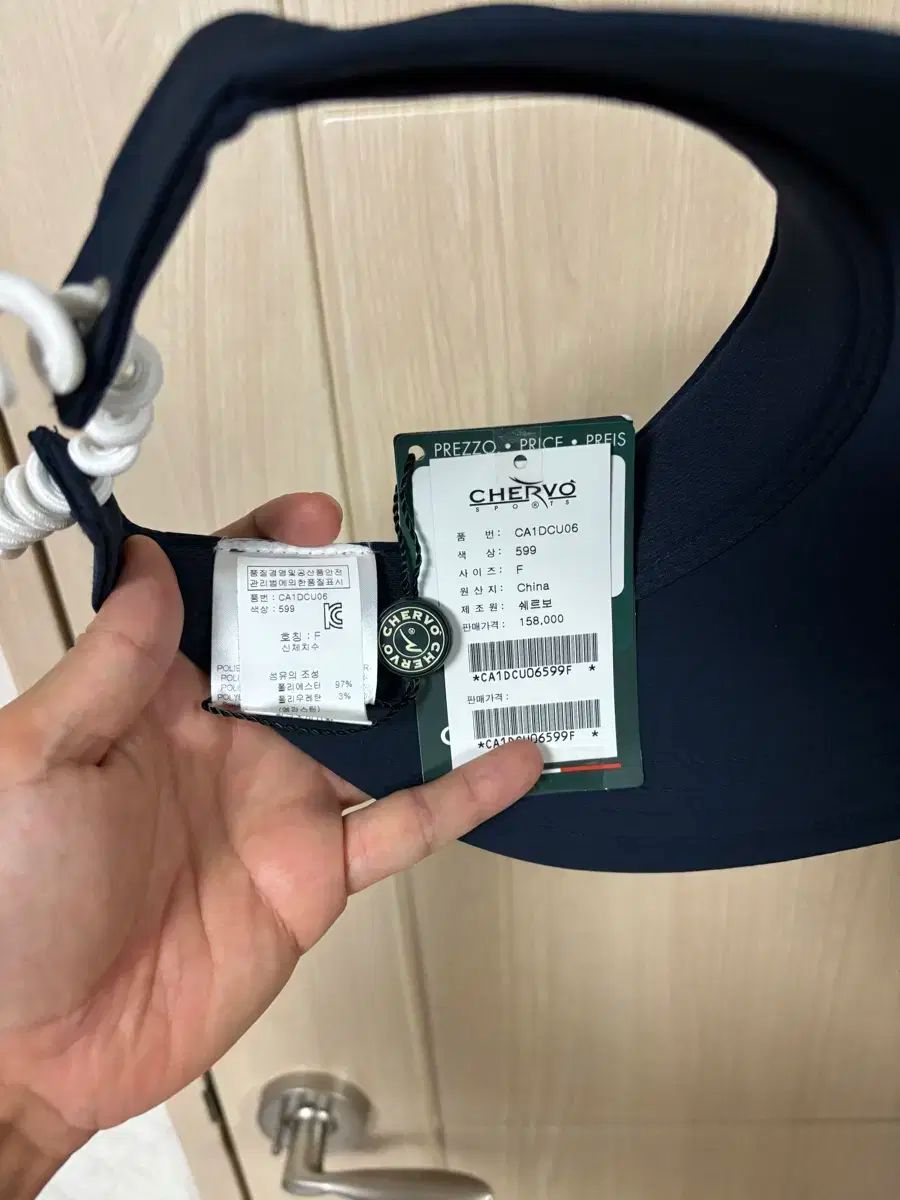 PREZZO • PRICE • PREIS
CHERVO
SPORTS
품 번: CA1DCU06
색 상: 599
사이즈: F
원산지: China
제조원: 쉐르보
판매가격: 158,000
*CA1DCU06599F *
판매가격:
*CA1DCU06599F *
품질경영및공산품안전
관리법에의한품질표시
품번: CA1DCU06
색상: 599
호칭: F
신체치수
섬유의 조성
폴리에스터 97%
폴리우레탄 3%
CHERVO CHERVO